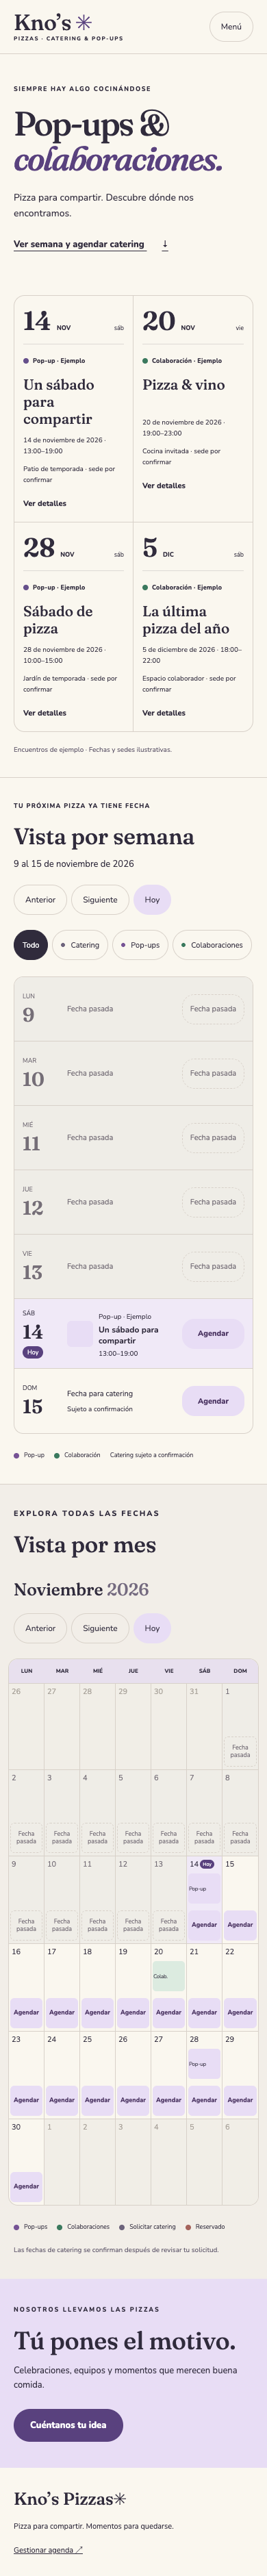 Kno's ✳
PIZZAS · CATERING & POP-UPS
Menú
SIEMPRE HAY ALGO COCINÁNDOSE
Pop-ups &
colaboraciones.
Pizza para compartir. Descubre dónde nos
encontramos.
Ver semana y agendar catering ↓
14 NOV sáb
Pop-up · Ejemplo
Un sábado
para
compartir
14 de noviembre de 2026 ·
13:00–19:00
Patio de temporada · sede por
confirmar
Ver detalles
20 NOV vie
Colaboración · Ejemplo
Pizza & vino
20 de noviembre de 2026 ·
19:00–23:00
Cocina invitada · sede por
confirmar
Ver detalles
28 NOV sáb
Pop-up · Ejemplo
Sábado de
pizza
28 de noviembre de 2026 ·
10:00–15:00
Jardín de temporada · sede por
confirmar
Ver detalles
5 DIC sáb
Colaboración · Ejemplo
La última
pizza del año
5 de diciembre de 2026 · 18:00–
22:00
Espacio colaborador · sede por
confirmar
Ver detalles
Encuentros de ejemplo · Fechas y sedes ilustrativas.
TU PRÓXIMA PIZZA YA TIENE FECHA
Vista por semana
9 al 15 de noviembre de 2026
Anterior Siguiente Hoy
Todo Catering Pop-ups Colaboraciones
LUN
9 Fecha pasada Fecha pasada
MAR
10 Fecha pasada Fecha pasada
MIÉ
11 Fecha pasada Fecha pasada
JUE
12 Fecha pasada Fecha pasada
VIE
13 Fecha pasada Fecha pasada
SÁB
14
Hoy
Pop-up · Ejemplo
Un sábado para
compartir
13:00–19:00
Agendar
DOM
15
Fecha para catering
Sujeto a confirmación
Agendar
Pop-up Colaboración Catering sujeto a confirmación
EXPLORA TODAS LAS FECHAS
Vista por mes
Noviembre 2026
Anterior Siguiente Hoy
LUN MAR MIÉ JUE VIE SÁB DOM
26 27 28 29 30 31 1
Fecha
pasada
2 3 4 5 6 7 8
Fecha Fecha Fecha Fecha Fecha Fecha Fecha
pasada pasada pasada pasada pasada pasada pasada
9 10 11 12 13 14 Hoy 15
Pop-up
Fecha Fecha Fecha Fecha Fecha
pasada pasada pasada pasada pasada
Agendar Agendar
16 17 18 19 20 21 22
Colab.
Agendar Agendar Agendar Agendar Agendar Agendar Agendar
23 24 25 26 27 28 29
Pop-up
Agendar Agendar Agendar Agendar Agendar Agendar Agendar
30 1 2 3 4 5 6
Agendar
Pop-ups Colaboraciones Solicitar catering Reservado
Las fechas de catering se confirman después de revisar tu solicitud.
NOSOTROS LLEVAMOS LAS PIZZAS
Tú pones el motivo.
Celebraciones, equipos y momentos que merecen buena
comida.
Cuéntanos tu idea
Kno's Pizzas✳
Pizza para compartir. Momentos para quedarse.
Gestionar agenda ↗